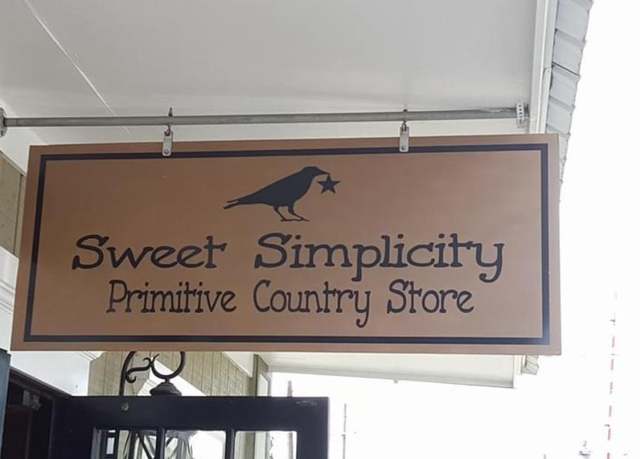 Sweet Simplicity
Primitive Country Store